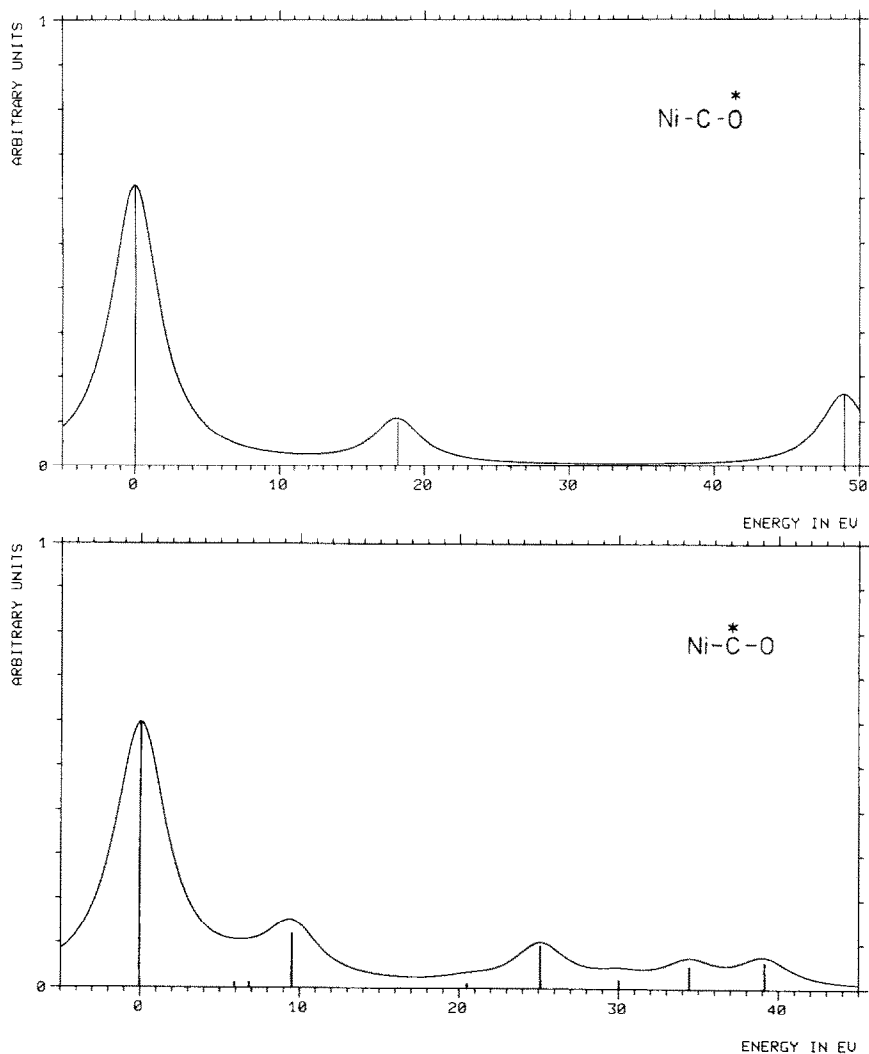 1
ARBITRARY UNITS
*
Ni-C-O
0
0 10 20 30 40 50
ENERGY IN EV
1
ARBITRARY UNITS
*
Ni-C-O
0
0 10 20 30 40
ENERGY IN EV